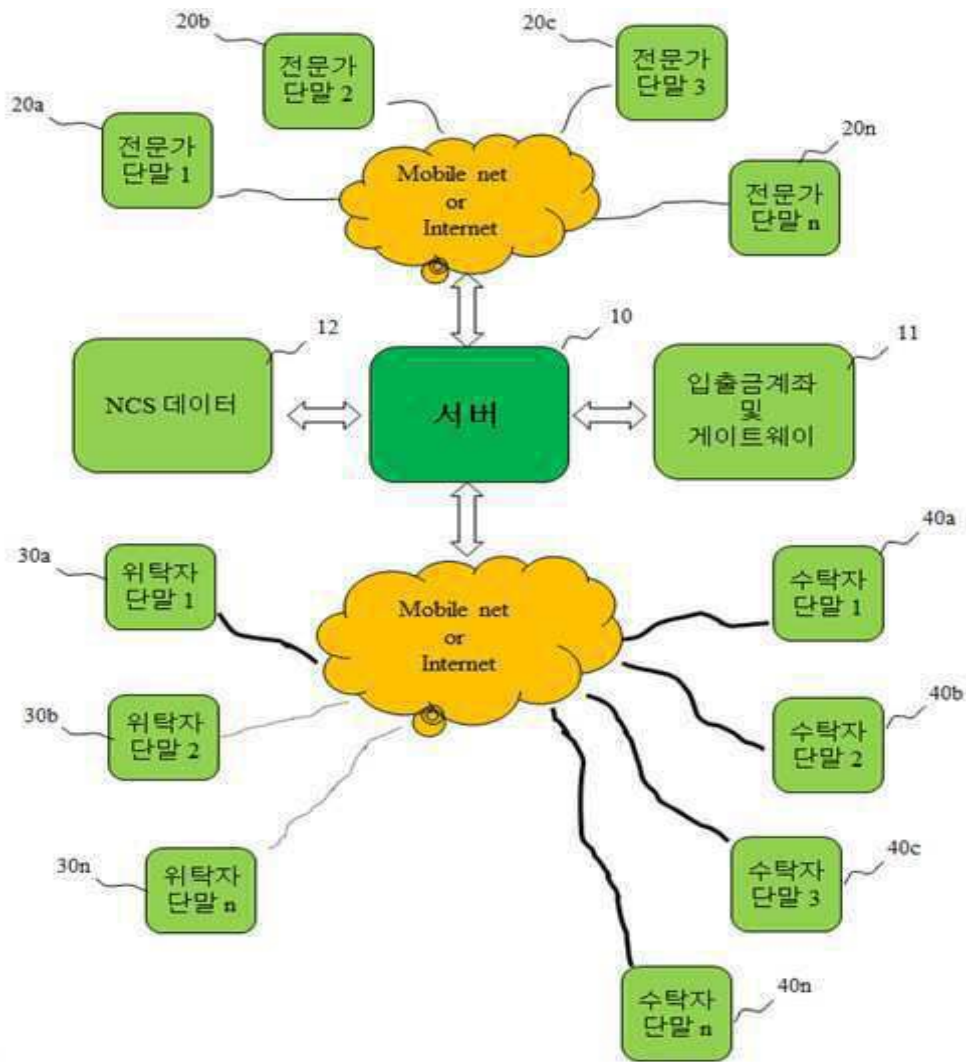 20b
전문가
단말 2
20c
전문가
단말 3
20a
전문가
단말 1
20n
전문가
단말 n
Mobile net
or
Internet
12
NCS 데이터
10
서버
11
입출금계좌
및
게이트웨이
30a
위탁자
단말 1
Mobile net
or
Internet
40a
수탁자
단말 1
30b
위탁자
단말 2
40b
수탁자
단말 2
30n
위탁자
단말 n
40c
수탁자
단말 3
40n
수탁자
단말 n